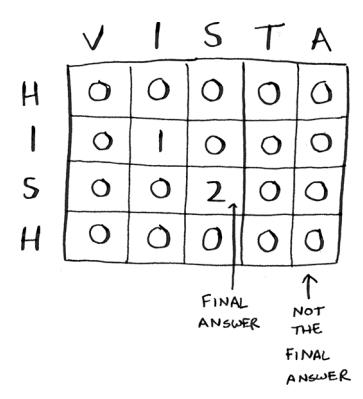 V I S T A
H 0 0 0 0 0
I 0 1 0 0 0
S 0 0 2 0 0
H 0 0 0 0 0
FINAL
ANSWER
NOT
THE
FINAL
ANSWER